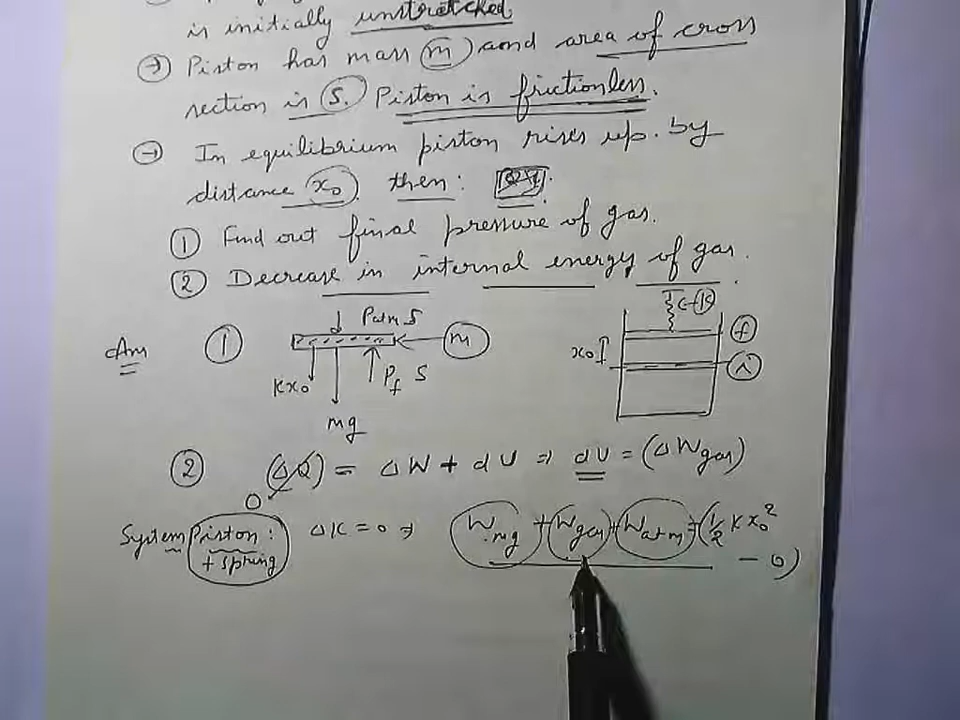 is initially unstretched
→ Piston has mass m and area of cross
section is S. Piston is frictionless.
→ In equilibrium piston rises up by
distance x₀ then:
① Find out final pressure of gas.
② Decrease in internal energy of gas.
Ans ① Patm S
m
Kx₀ Pf S
mg
K
x₀ f
i
② (ΔQ) = ΔW + dU ⇒ dU = (ΔWgas)
0
System Piston: + spring ΔK = 0 ⇒ Wmg + Wgas + Watm = (½ Kx₀²
− 0)